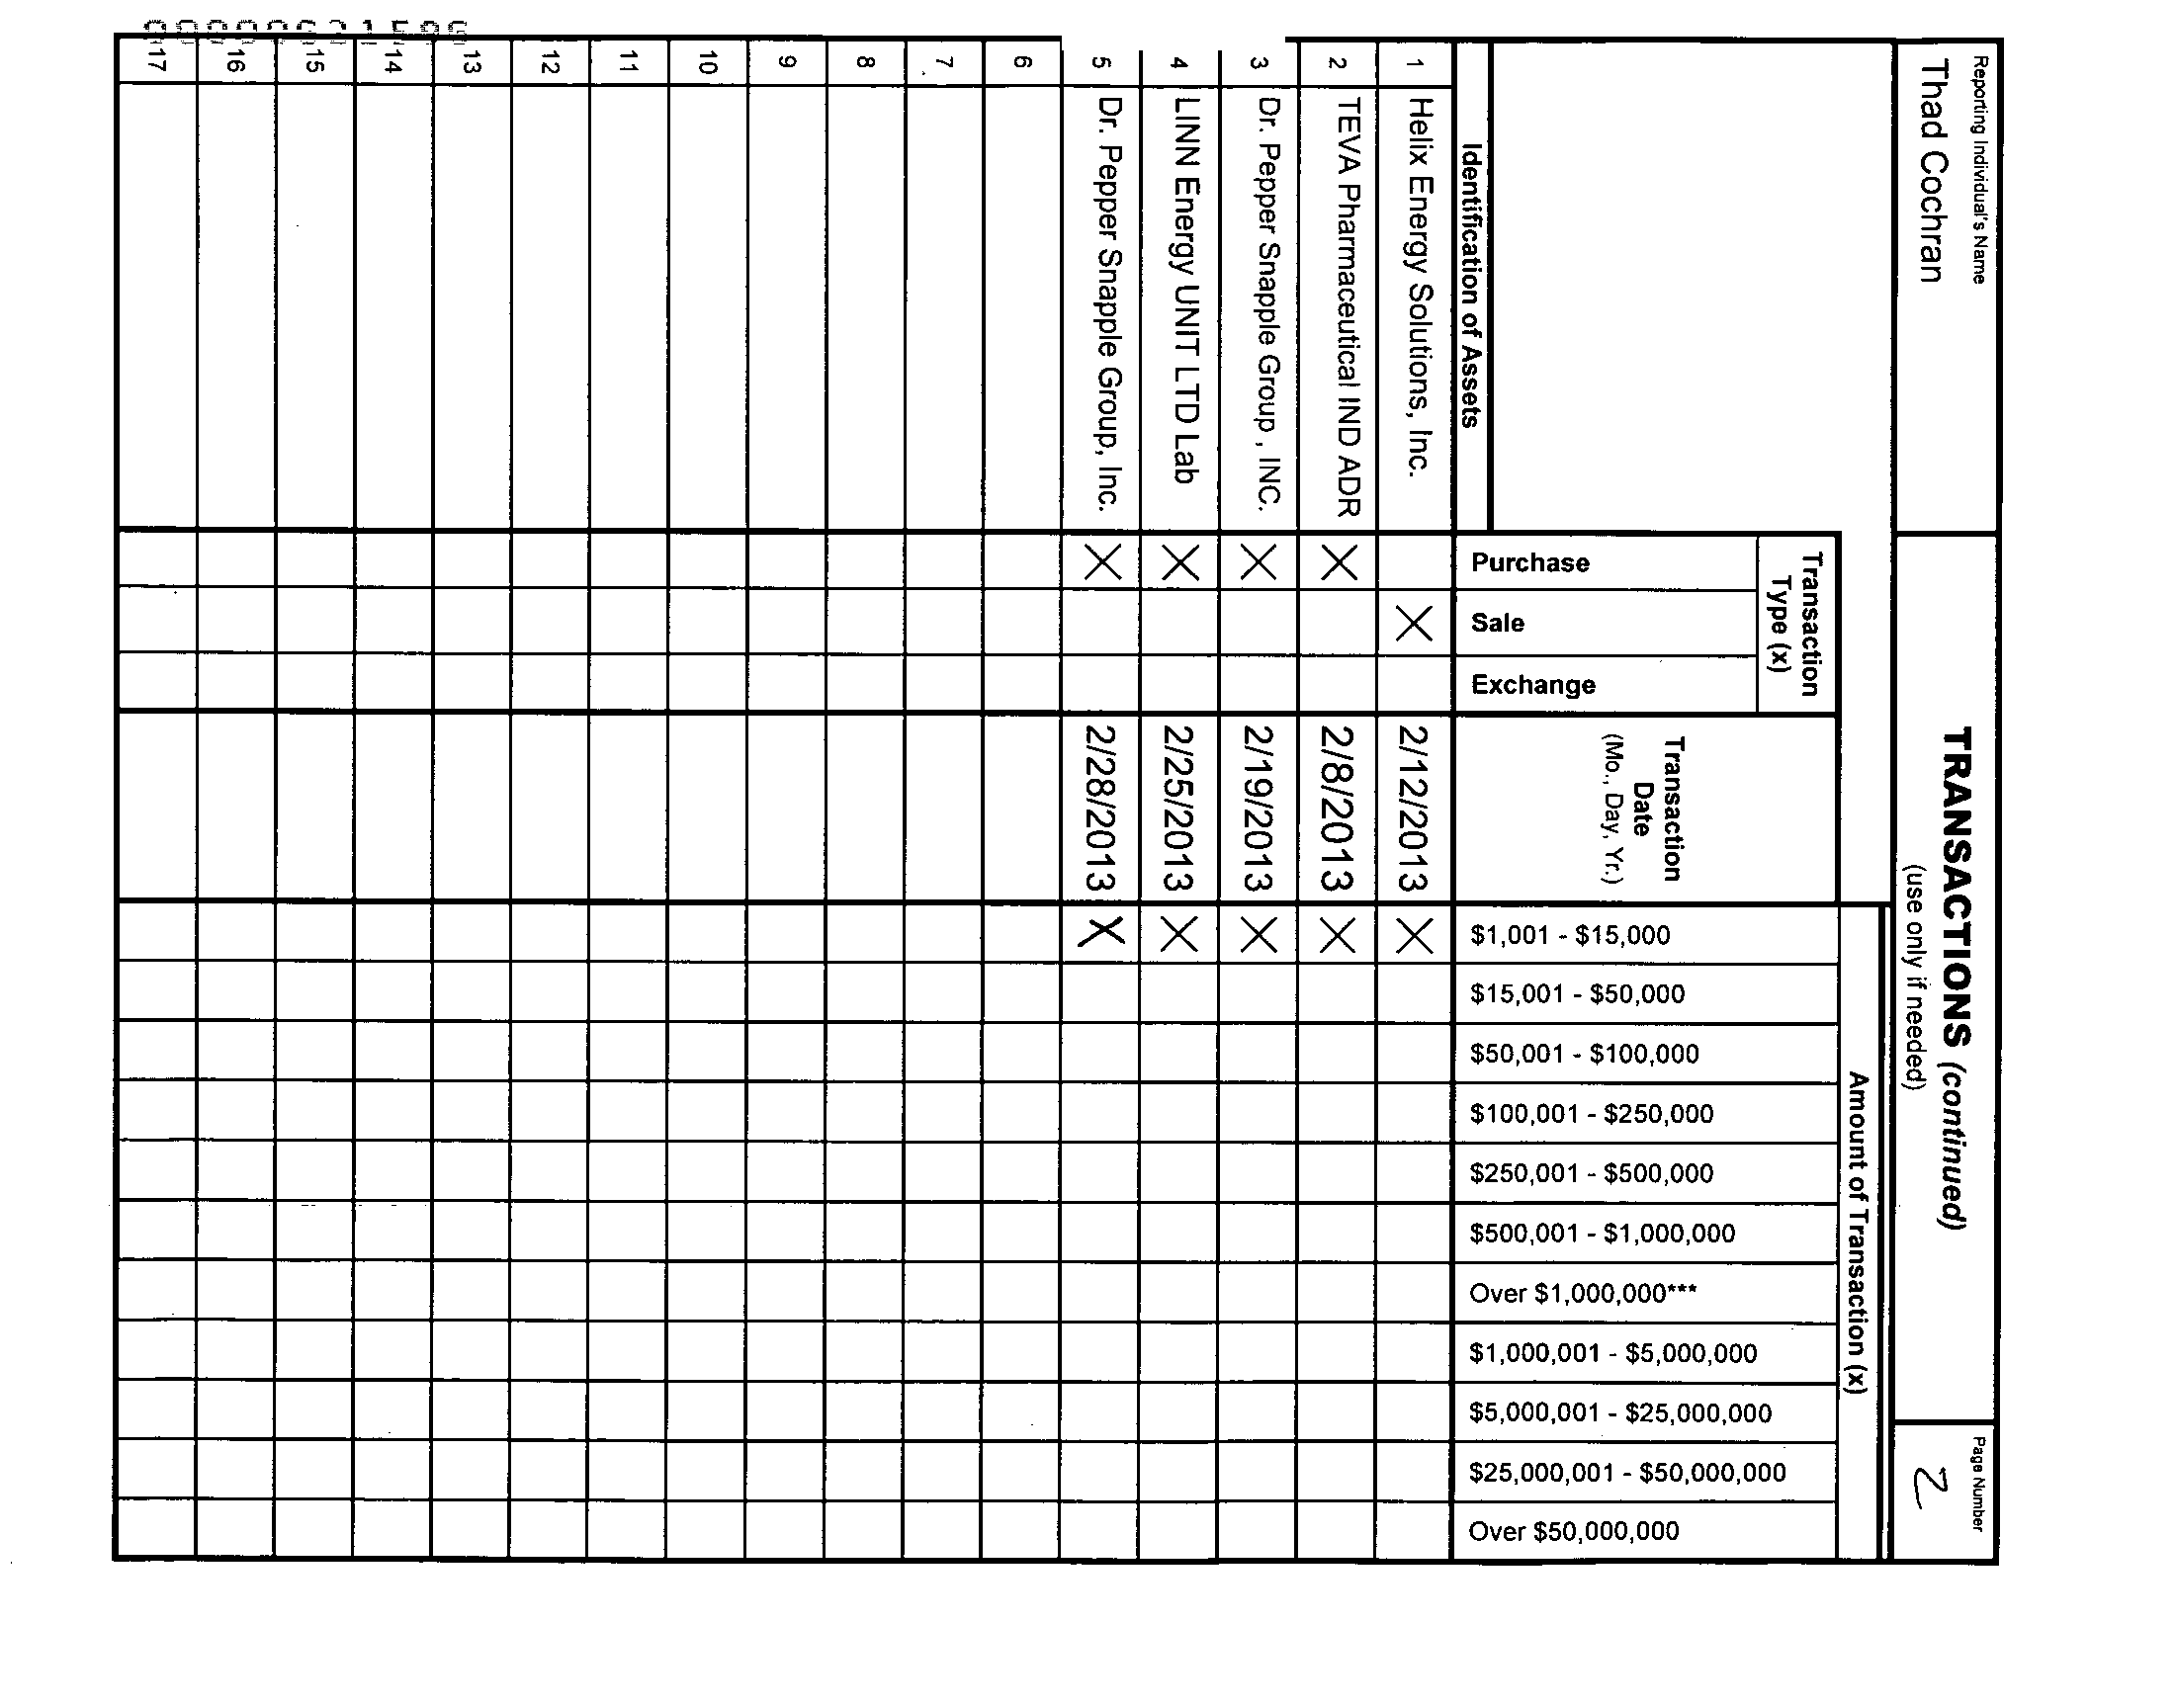 Reporting Individual's Name
Thad Cochran
TRANSACTIONS (continued)
(use only if needed)
Page Number
2
Amount of Transaction (x)
Transaction
Type (x)
Transaction
Date
(Mo., Day, Yr.)
Identification of Assets
Purchase
Sale
Exchange
$1,001 - $15,000
$15,001 - $50,000
$50,001 - $100,000
$100,001 - $250,000
$250,001 - $500,000
$500,001 - $1,000,000
Over $1,000,000***
$1,000,001 - $5,000,000
$5,000,001 - $25,000,000
$25,000,001 - $50,000,000
Over $50,000,000
1 Helix Energy Solutions, Inc. X 2/12/2013 X
2 TEVA Pharmaceutical IND ADR X 2/8/2013 X
3 Dr. Pepper Snapple Group , INC. X 2/19/2013 X
4 LINN Energy UNIT LTD Lab X 2/25/2013 X
5 Dr. Pepper Snapple Group, Inc. X 2/28/2013 X
6
7
8
9
10
11
12
13
14
15
16
17